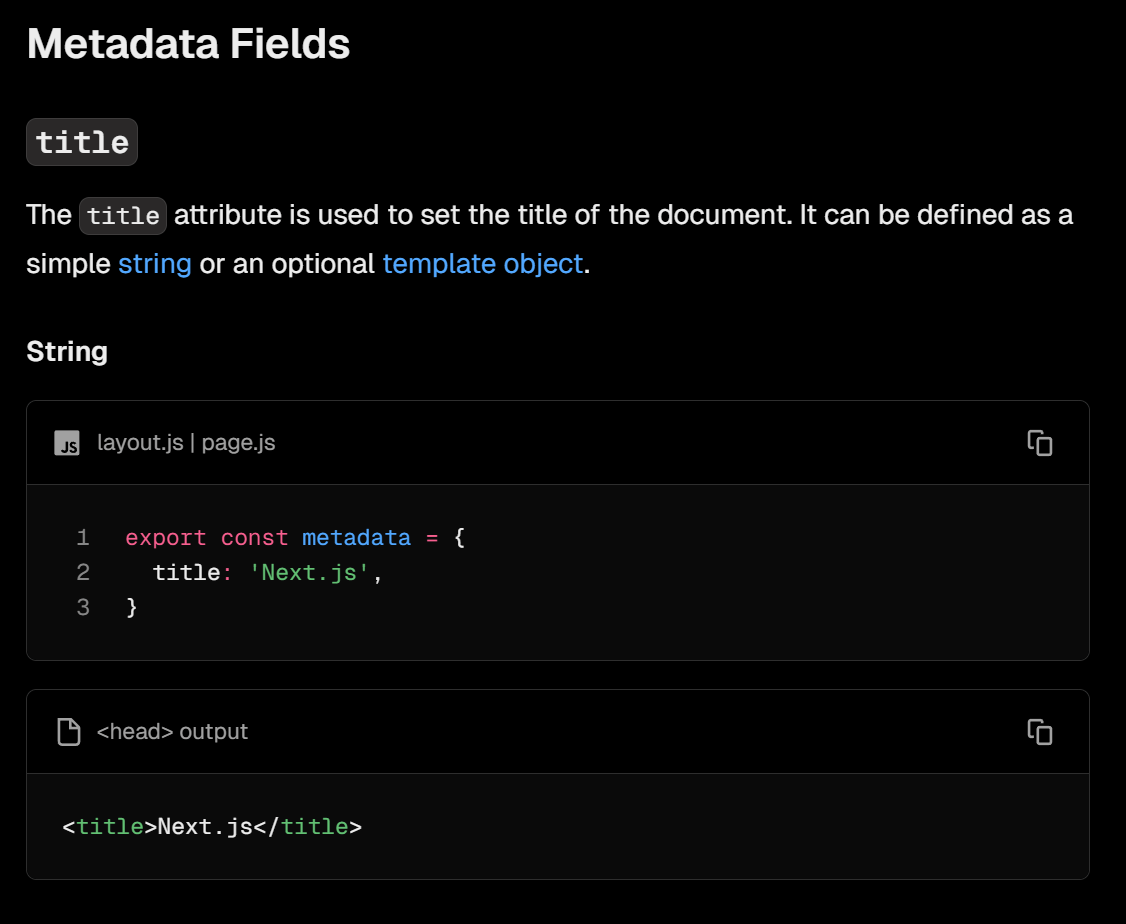 Metadata Fields
title
The title attribute is used to set the title of the document. It can be defined as a
simple string or an optional template object.
String
JS layout.js | page.js
1 export const metadata = {
2   title: 'Next.js',
3 }
<head> output
<title>Next.js</title>